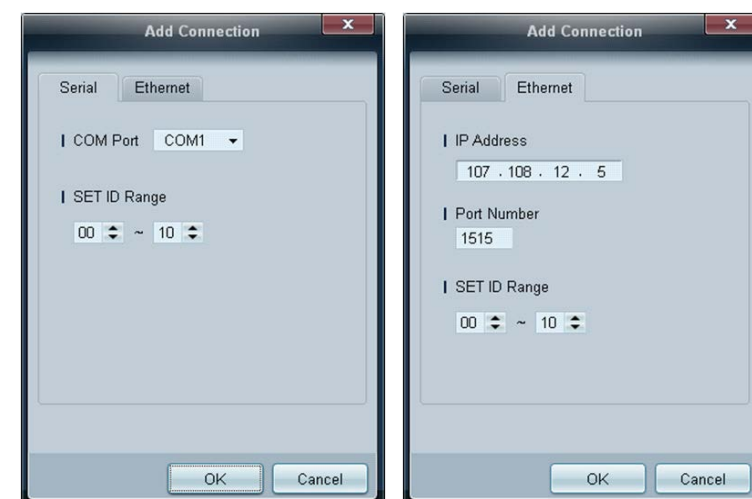 Add Connection
X
Serial
Ethernet
COM Port
COM1
SET ID Range
00 ~ 10
OK
Cancel
Add Connection
X
Serial
Ethernet
IP Address
107 . 108 . 12 . 5
Port Number
1515
SET ID Range
00 ~ 10
OK
Cancel